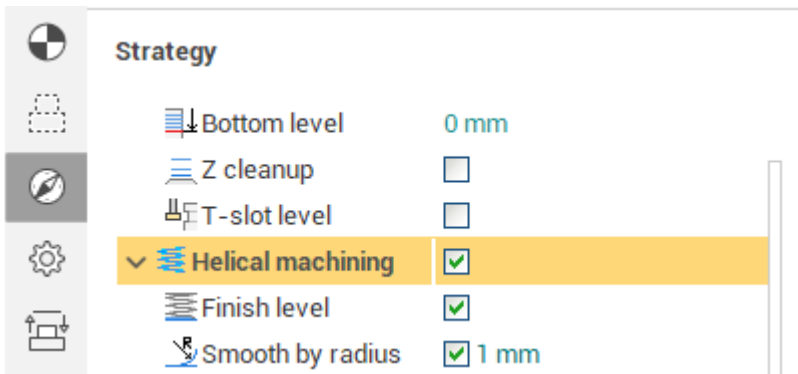 Strategy
Bottom level 0 mm
Z cleanup
T-slot level
Helical machining
Finish level
Smooth by radius 1 mm